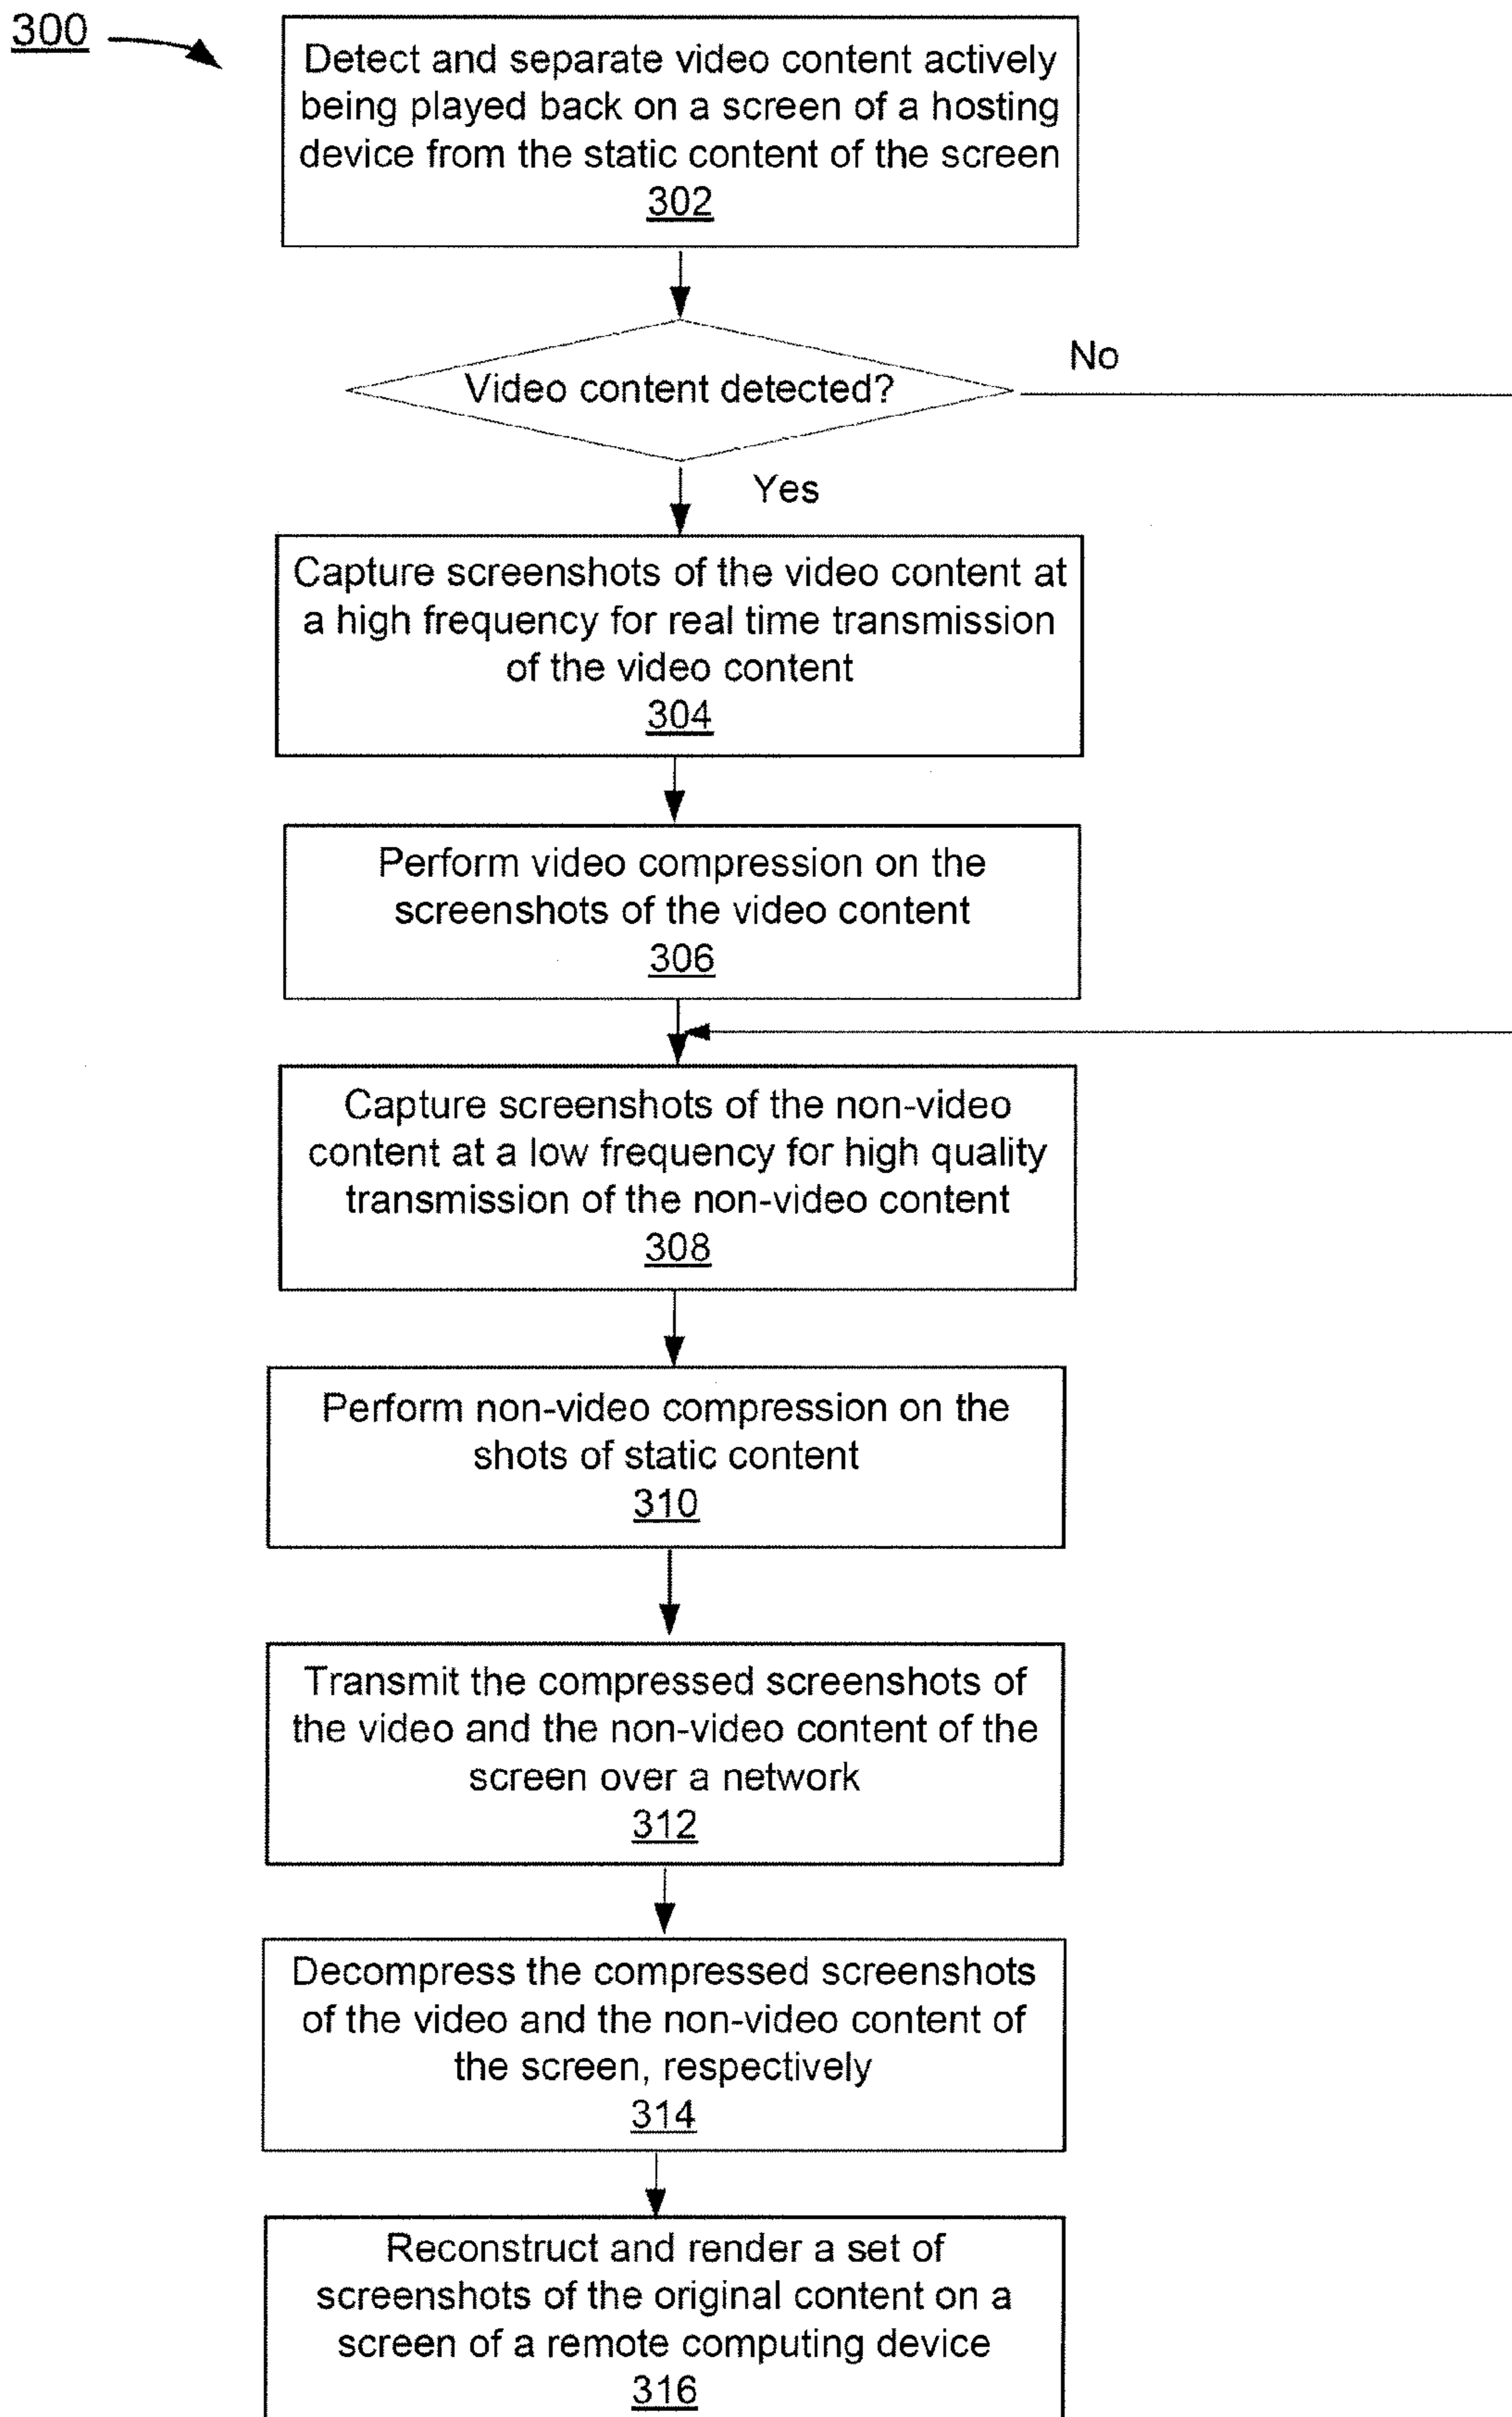 300
Detect and separate video content actively
being played back on a screen of a hosting
device from the static content of the screen
302
Video content detected?
No
Yes
Capture screenshots of the video content at
a high frequency for real time transmission
of the video content
304
Perform video compression on the
screenshots of the video content
306
Capture screenshots of the non-video
content at a low frequency for high quality
transmission of the non-video content
308
Perform non-video compression on the
shots of static content
310
Transmit the compressed screenshots of
the video and the non-video content of the
screen over a network
312
Decompress the compressed screenshots
of the video and the non-video content of
the screen, respectively
314
Reconstruct and render a set of
screenshots of the original content on a
screen of a remote computing device
316